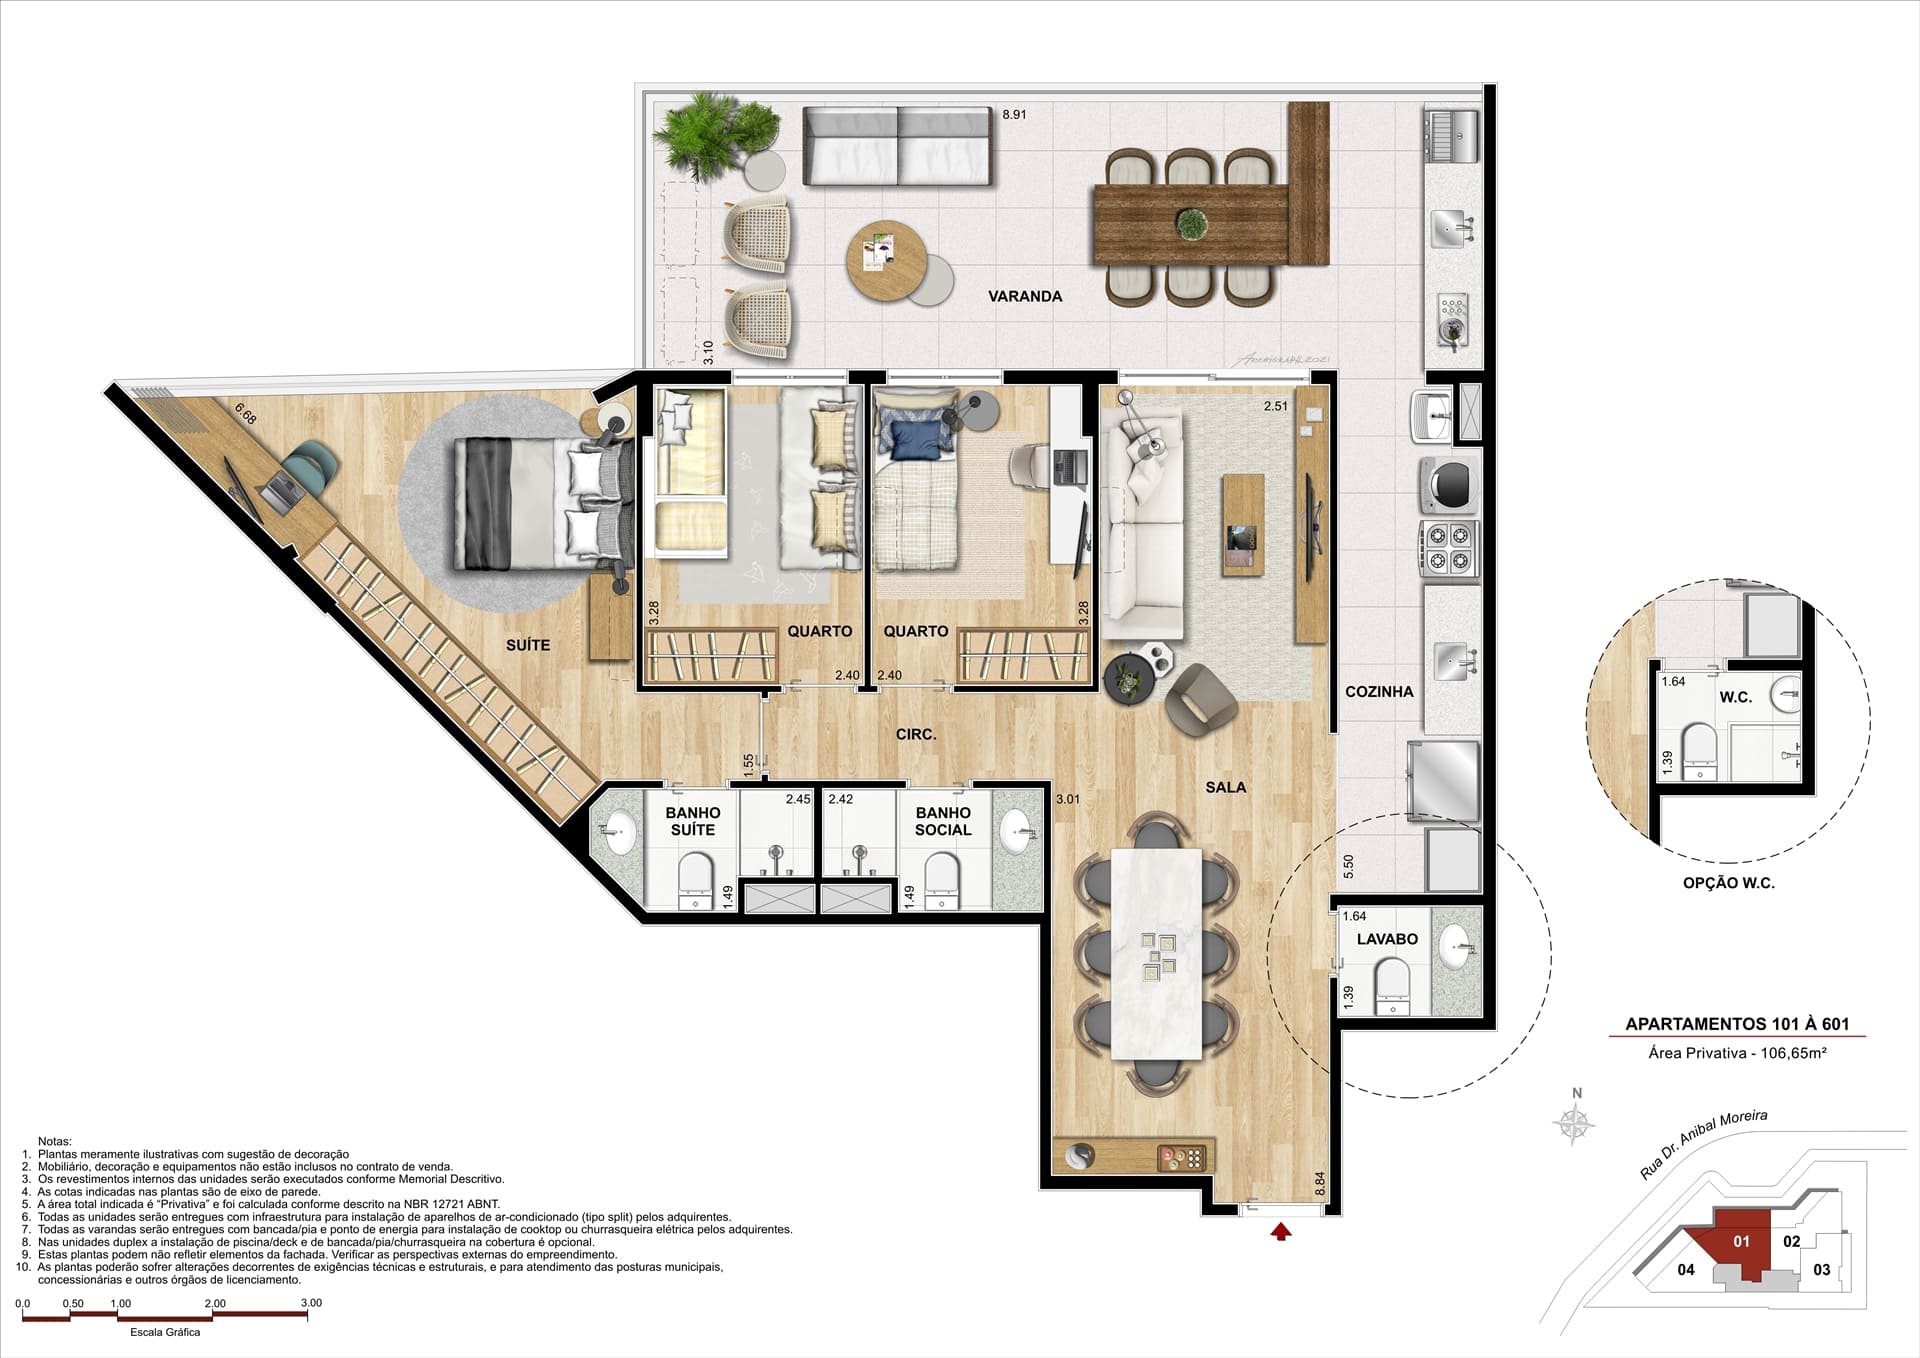 8.91
VARANDA
3.10
Archigraph 2021
6.68
2.51
3.28
3.28
SUÍTE
QUARTO
QUARTO
2.40
2.40
COZINHA
CIRC.
1.55
SALA
2.45
2.42
3.01
BANHO
SUÍTE
BANHO
SOCIAL
1.49
1.49
5.50
1.64
LAVABO
1.39
8.84
1.64
W.C.
1.39
OPÇÃO W.C.
APARTAMENTOS 101 À 601
Área Privativa - 106,65m²
N
Rua Dr. Anibal Moreira
01
02
03
04
Notas:
1. Plantas meramente ilustrativas com sugestão de decoração
2. Mobiliário, decoração e equipamentos não estão inclusos no contrato de venda.
3. Os revestimentos internos das unidades serão executados conforme Memorial Descritivo.
4. As cotas indicadas nas plantas são de eixo de parede.
5. A área total indicada é “Privativa” e foi calculada conforme descrito na NBR 12721 ABNT.
6. Todas as unidades serão entregues com infraestrutura para instalação de aparelhos de ar-condicionado (tipo split) pelos adquirentes.
7. Todas as varandas serão entregues com bancada/pia e ponto de energia para instalação de cooktop ou churrasqueira elétrica pelos adquirentes.
8. Nas unidades duplex a instalação de piscina/deck e de bancada/pia/churrasqueira na cobertura é opcional.
9. Estas plantas podem não refletir elementos da fachada. Verificar as perspectivas externas do empreendimento.
10. As plantas poderão sofrer alterações decorrentes de exigências técnicas e estruturais, e para atendimento das posturas municipais,
concessionárias e outros órgãos de licenciamento.
0.0 0.50 1.00 2.00 3.00
Escala Gráfica